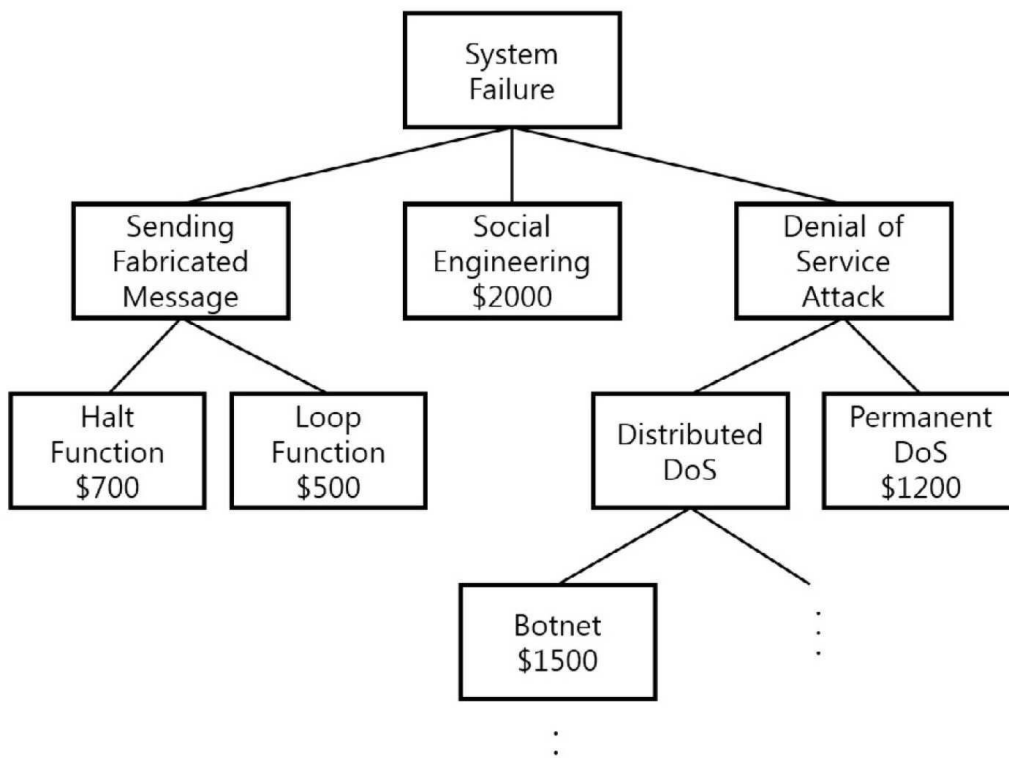 System
Failure
Sending
Fabricated
Message
Social
Engineering
$2000
Denial of
Service
Attack
Halt
Function
$700
Loop
Function
$500
Distributed
DoS
Permanent
DoS
$1200
Botnet
$1500